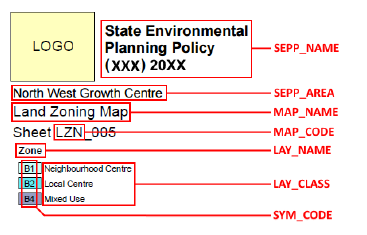 LOGO
State Environmental
Planning Policy
(XXX) 20XX
SEPP_NAME
North West Growth Centre
SEPP_AREA
Land Zoning Map
MAP_NAME
Sheet LZN_005
MAP_CODE
Zone
LAY_NAME
B1 Neighbourhood Centre
B2 Local Centre
LAY_CLASS
B4 Mixed Use
SYM_CODE